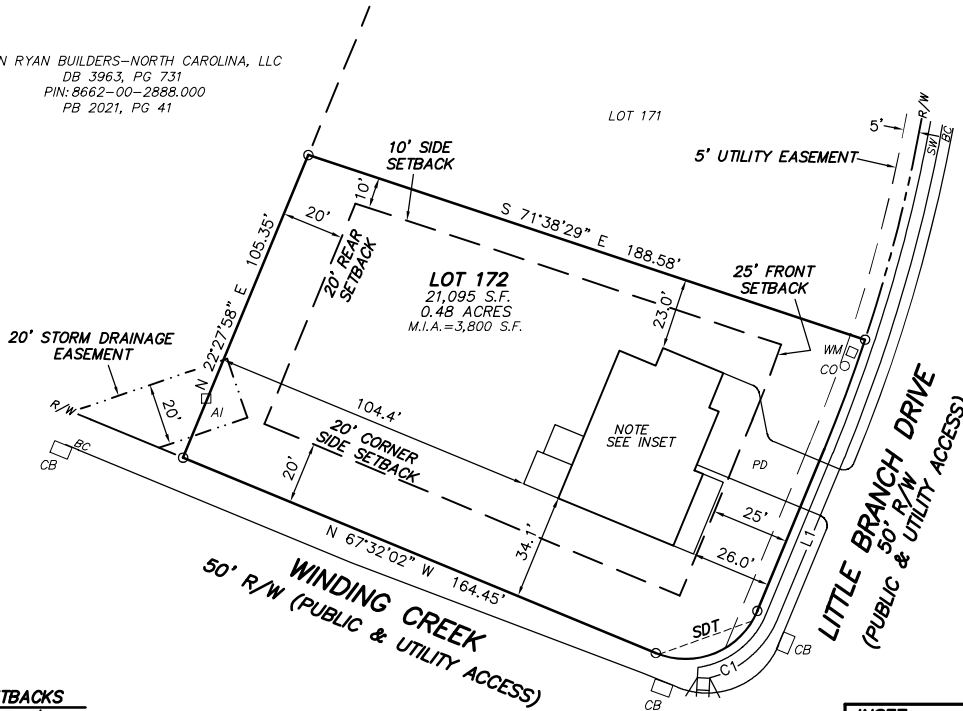 N RYAN BUILDERS-NORTH CAROLINA, LLC
DB 3963, PG 731
PIN: 8662-00-2888.000
PB 2021, PG 41
LOT 171
5'
R/W
SW
BC
5' UTILITY EASEMENT
10' SIDE
SETBACK
10'
20'
S 71°38'29" E 188.58'
N 22°27'58" E 105.35'
20' REAR
SETBACK
LOT 172
21,095 S.F.
0.48 ACRES
M.I.A.=3,800 S.F.
25' FRONT
SETBACK
23.0'
20' STORM DRAINAGE
EASEMENT
WM
CO
R/W
20'
AI
104.4'
20' CORNER
SIDE SETBACK
20'
NOTE
SEE INSET
PD
BC
CB
25'
26.0'
34.1'
L1
LITTLE BRANCH DRIVE
50' R/W
(PUBLIC & UTILITY ACCESS)
N 67°32'02" W 164.45'
WINDING CREEK
50' R/W (PUBLIC & UTILITY ACCESS)
SDT
C1
CB
CB
TBACKS
INSET